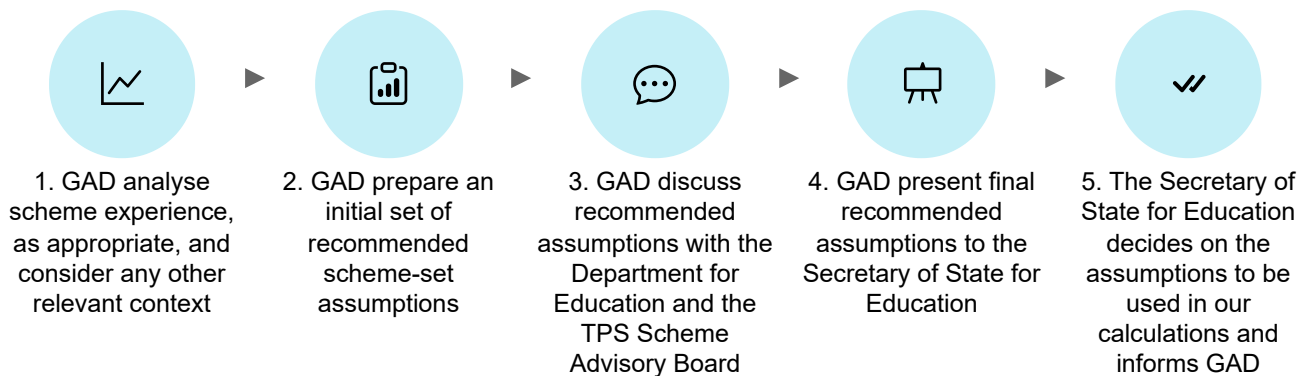 1. GAD analyse
scheme experience,
as appropriate, and
consider any other
relevant context
2. GAD prepare an
initial set of
recommended
scheme-set
assumptions
3. GAD discuss
recommended
assumptions with the
Department for
Education and the
TPS Scheme
Advisory Board
4. GAD present final
recommended
assumptions to the
Secretary of State for
Education
5. The Secretary of
State for Education
decides on the
assumptions to be
used in our
calculations and
informs GAD